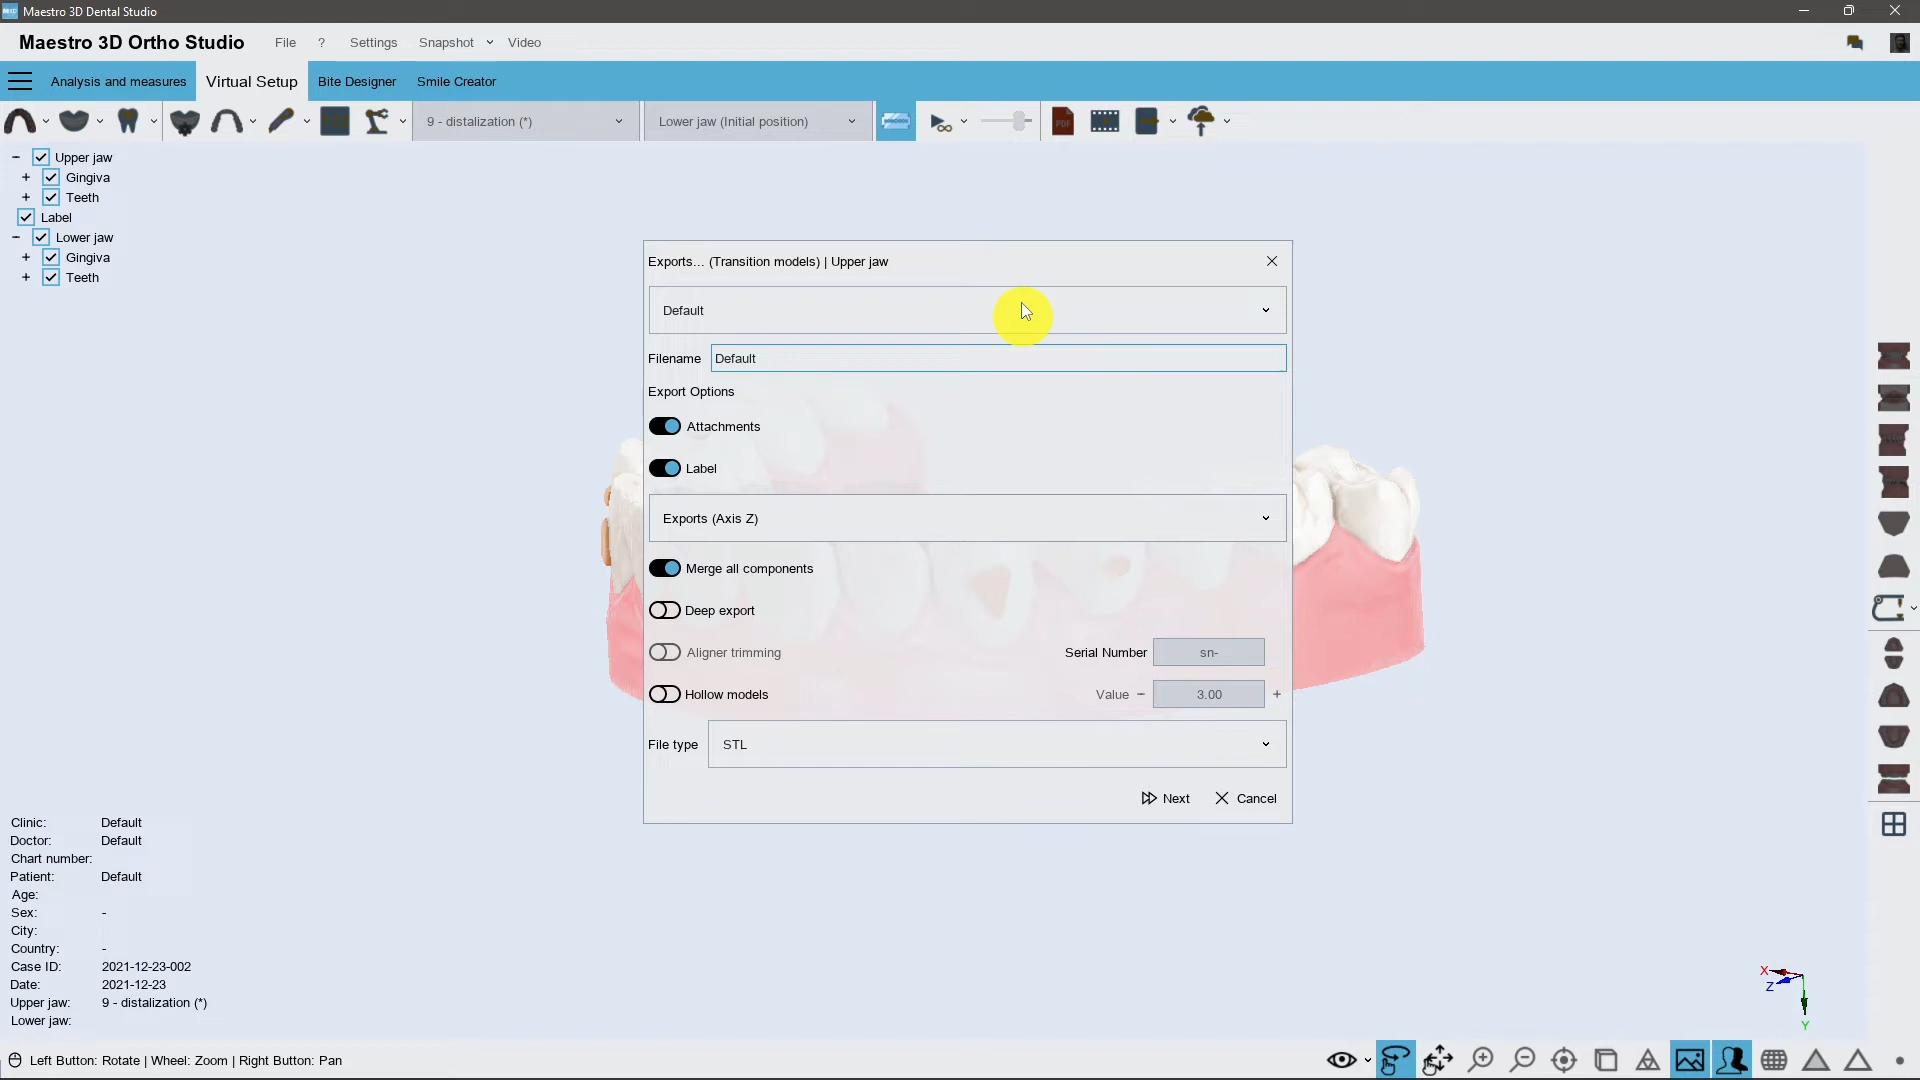 Maestro 3D Dental Studio
Maestro 3D Ortho Studio
File ? Settings Snapshot Video
Analysis and measures Virtual Setup Bite Designer Smile Creator
9 - distalization (*) Lower jaw (Initial position)
PDF
Upper jaw
Gingiva
Teeth
Label
Lower jaw
Gingiva
Teeth
Exports... (Transition models) | Upper jaw
Default
Filename Default
Export Options
Attachments
Label
Exports (Axis Z)
Merge all components
Deep export
Aligner trimming Serial Number sn-
Hollow models Value - 3.00 +
File type STL
Next Cancel
Clinic: Default
Doctor: Default
Chart number:
Patient: Default
Age:
Sex: -
City:
Country: -
Case ID: 2021-12-23-002
Date: 2021-12-23
Upper jaw: 9 - distalization (*)
Lower jaw:
X
Z
Y
Left Button: Rotate | Wheel: Zoom | Right Button: Pan